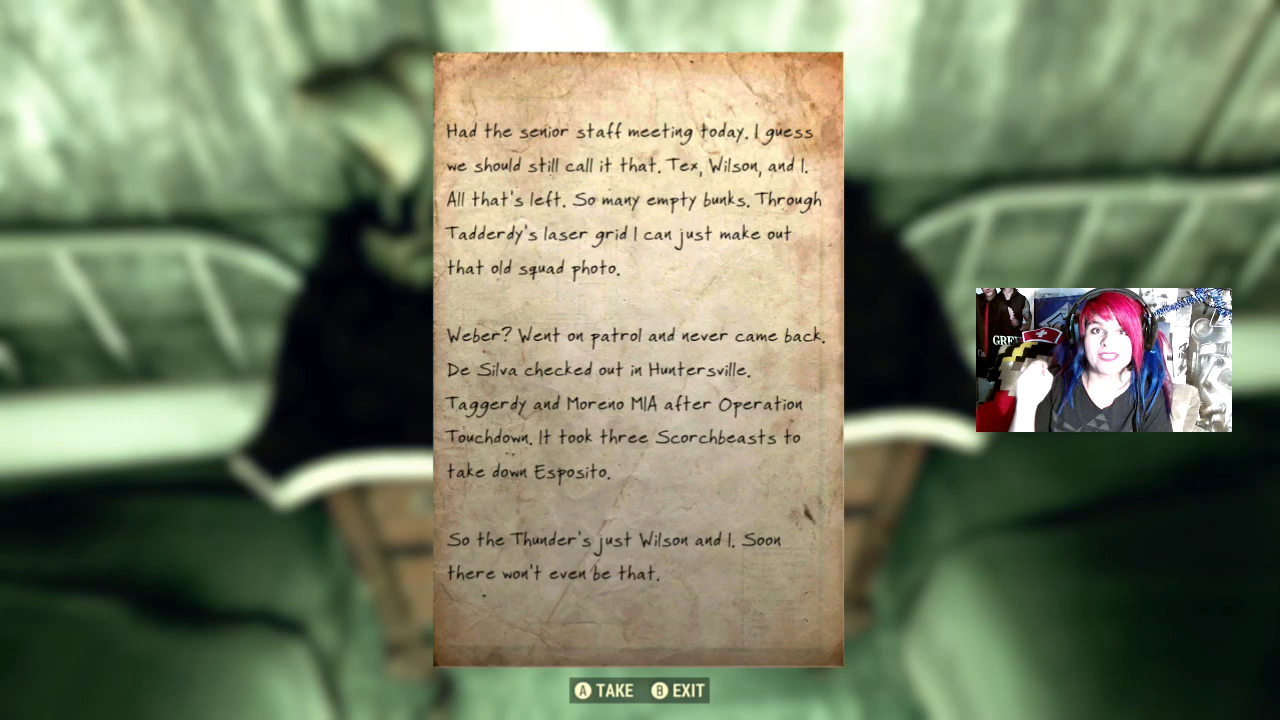 Had the senior staff meeting today. I guess
we should still call it that. Tex, Wilson, and I.
All that's left. So many empty bunks. Through
Tadderdy's laser grid I can just make out
that old squad photo.
Weber? Went on patrol and never came back.
De Silva checked out in Huntersville.
Taggerdy and Moreno MIA after Operation
Touchdown. It took three Scorchbeasts to
take down Esposito.
So the Thunder's just Wilson and I. Soon
there won't even be that.
GRE
A TAKE B EXIT